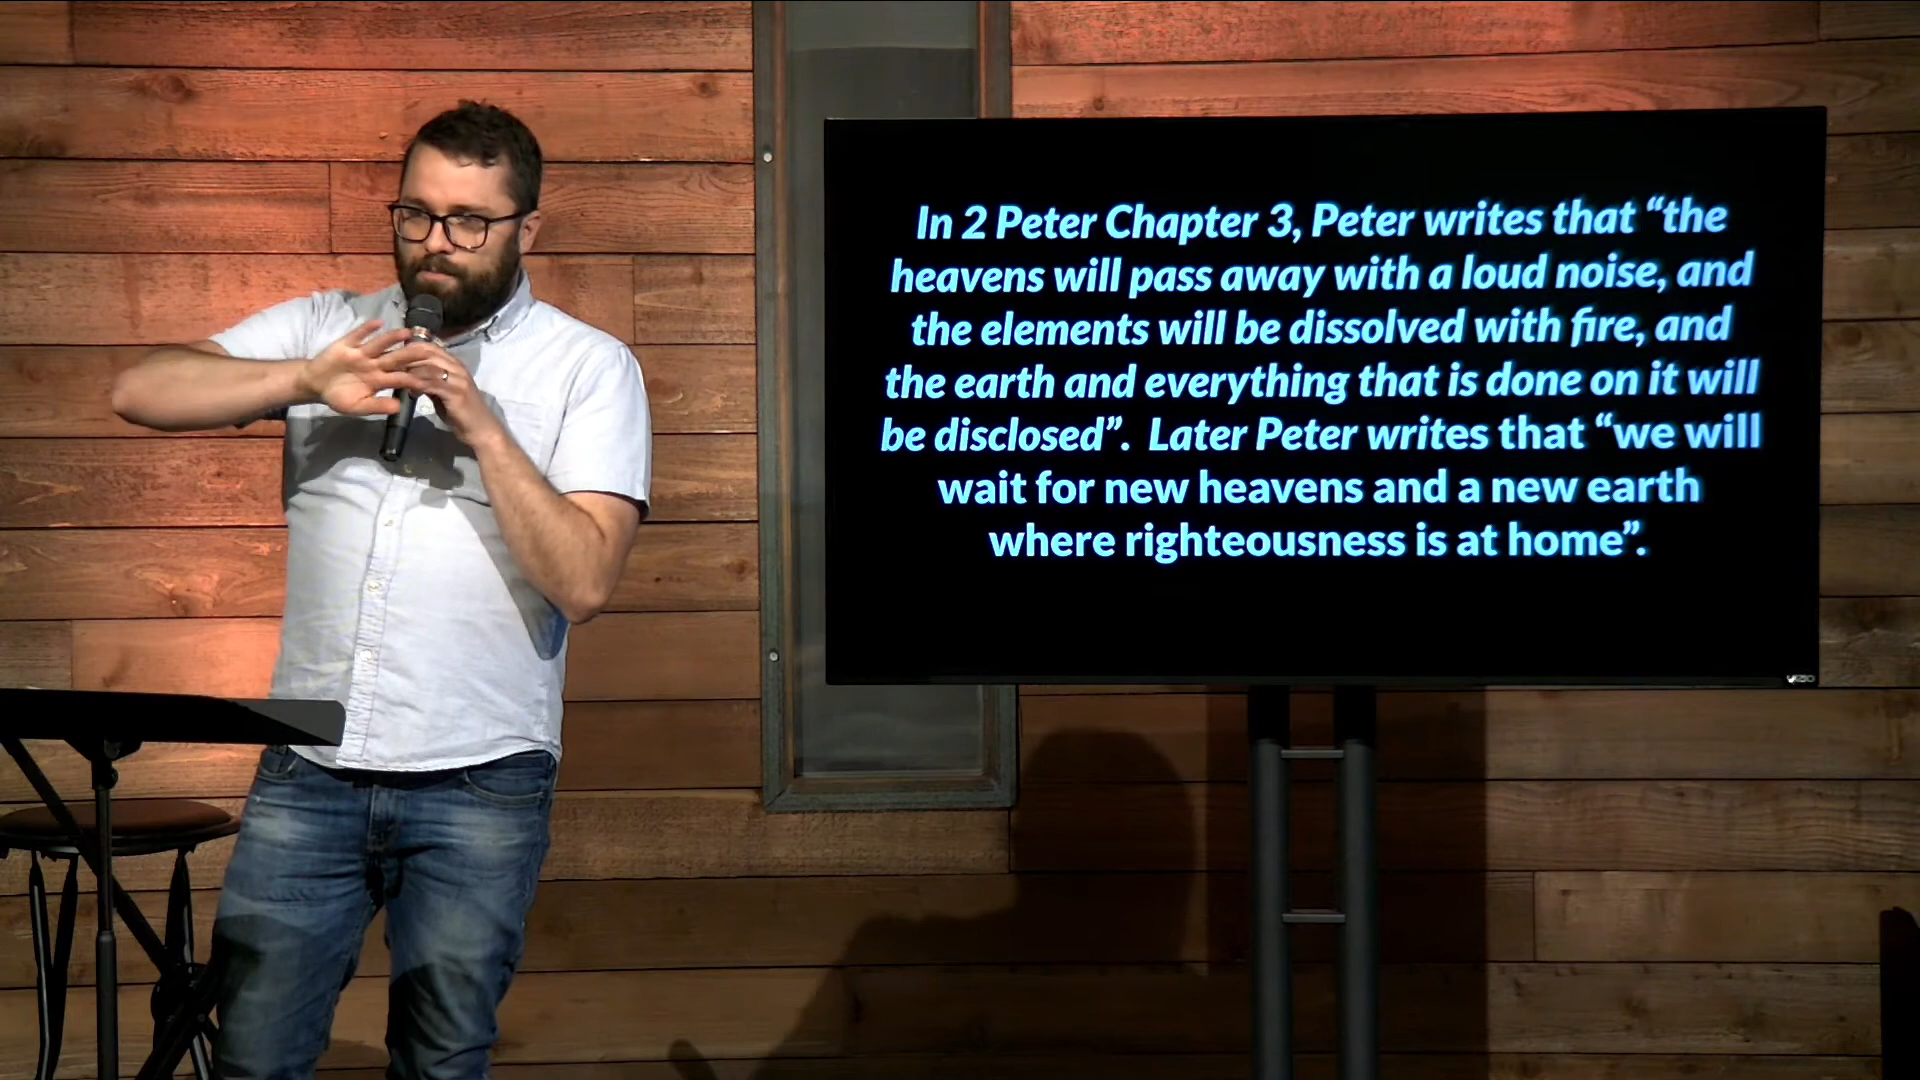 In 2 Peter Chapter 3, Peter writes that “the
heavens will pass away with a loud noise, and
the elements will be dissolved with fire, and
the earth and everything that is done on it will
be disclosed”. Later Peter writes that “we will
wait for new heavens and a new earth
where righteousness is at home”.
VIZIO